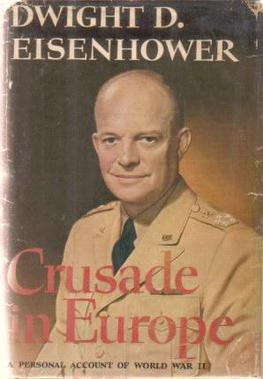 DWIGHT D.
EISENHOWER
Crusade
in Europe
A PERSONAL ACCOUNT OF WORLD WAR II